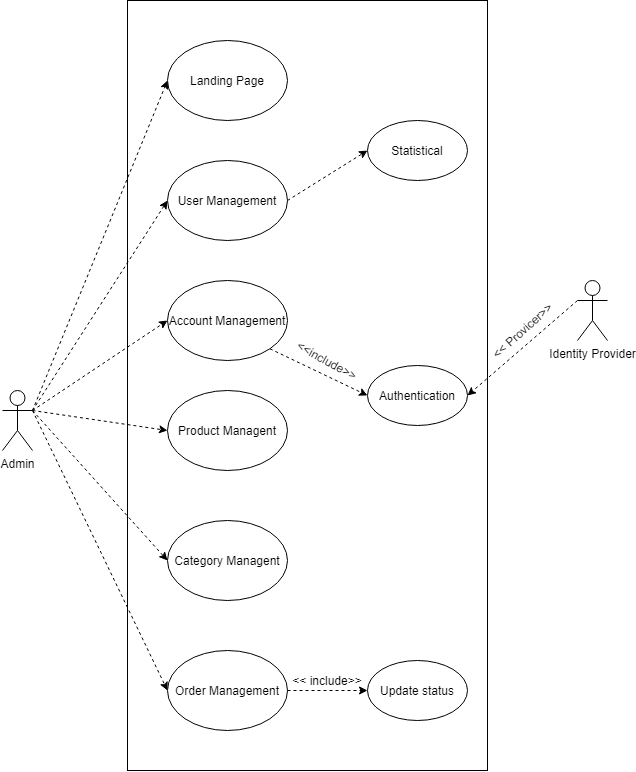 Landing Page
Statistical
User Management
Account Management
<<include>>
<< Provicer>>
Identity Provider
Authentication
Product Managent
Admin
Category Managent
Order Management
<< include>>
Update status